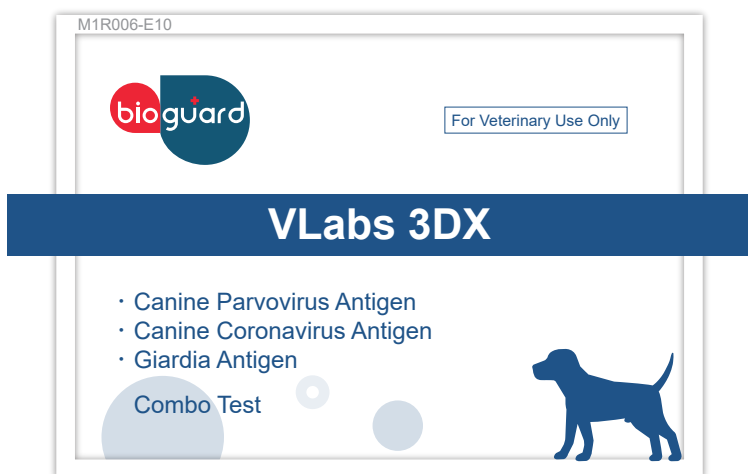 M1R006-E10
bioguard
For Veterinary Use Only
VLabs 3DX
· Canine Parvovirus Antigen
· Canine Coronavirus Antigen
· Giardia Antigen
Combo Test